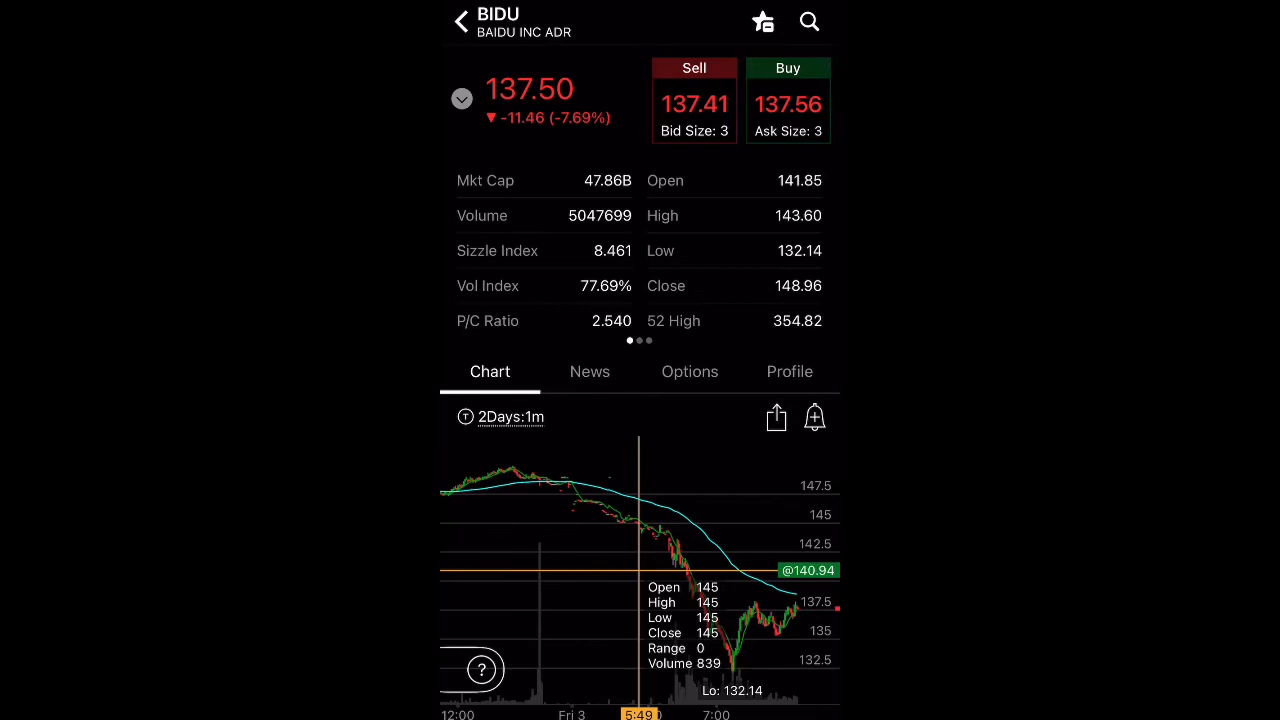 BIDU
BAIDU INC ADR
137.50
▼ -11.46 (-7.69%)
Sell
137.41
Bid Size: 3
Buy
137.56
Ask Size: 3
Mkt Cap 47.86B Open 141.85
Volume 5047699 High 143.60
Sizzle Index 8.461 Low 132.14
Vol Index 77.69% Close 148.96
P/C Ratio 2.540 52 High 354.82
Chart News Options Profile
T 2Days:1m
147.5
145
142.5
@140.94
Open 145
High 145
137.5
Low 145
Close 145
135
Range 0
Volume 839
132.5
?
Lo: 132.14
12:00 Fri 3 5:49 7:00